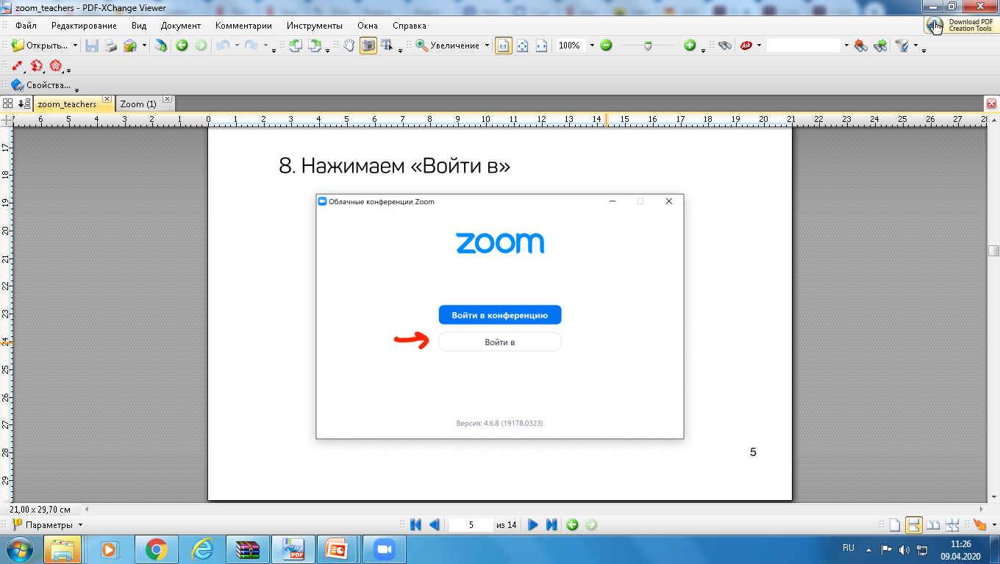 zoom_teachers - PDF-XChange Viewer
Файл Редактирование Вид Документ Комментарии Инструменты Окна Справка
Download PDF
Creation Tools
Открыть... Увеличение 100%
Свойства...
zoom_teachers Zoom (1)
7 6 5 4 3 2 1 0 1 2 3 4 5 6 7 8 9 10 11 12 13 14 15 16 17 18 19 20 21 22 23 24 25 26 27 28
17
18
19
20
21
22
23
24
25
26
27
28
29
8. Нажимаем «Войти в»
Облачные конференции Zoom
zoom
Войти в конференцию
Войти в
Версия: 4.6.8 (19178.0323)
5
21,00 x 29,70 см
Параметры 5 из 14
PDF
RU 11:26
09.04.2020